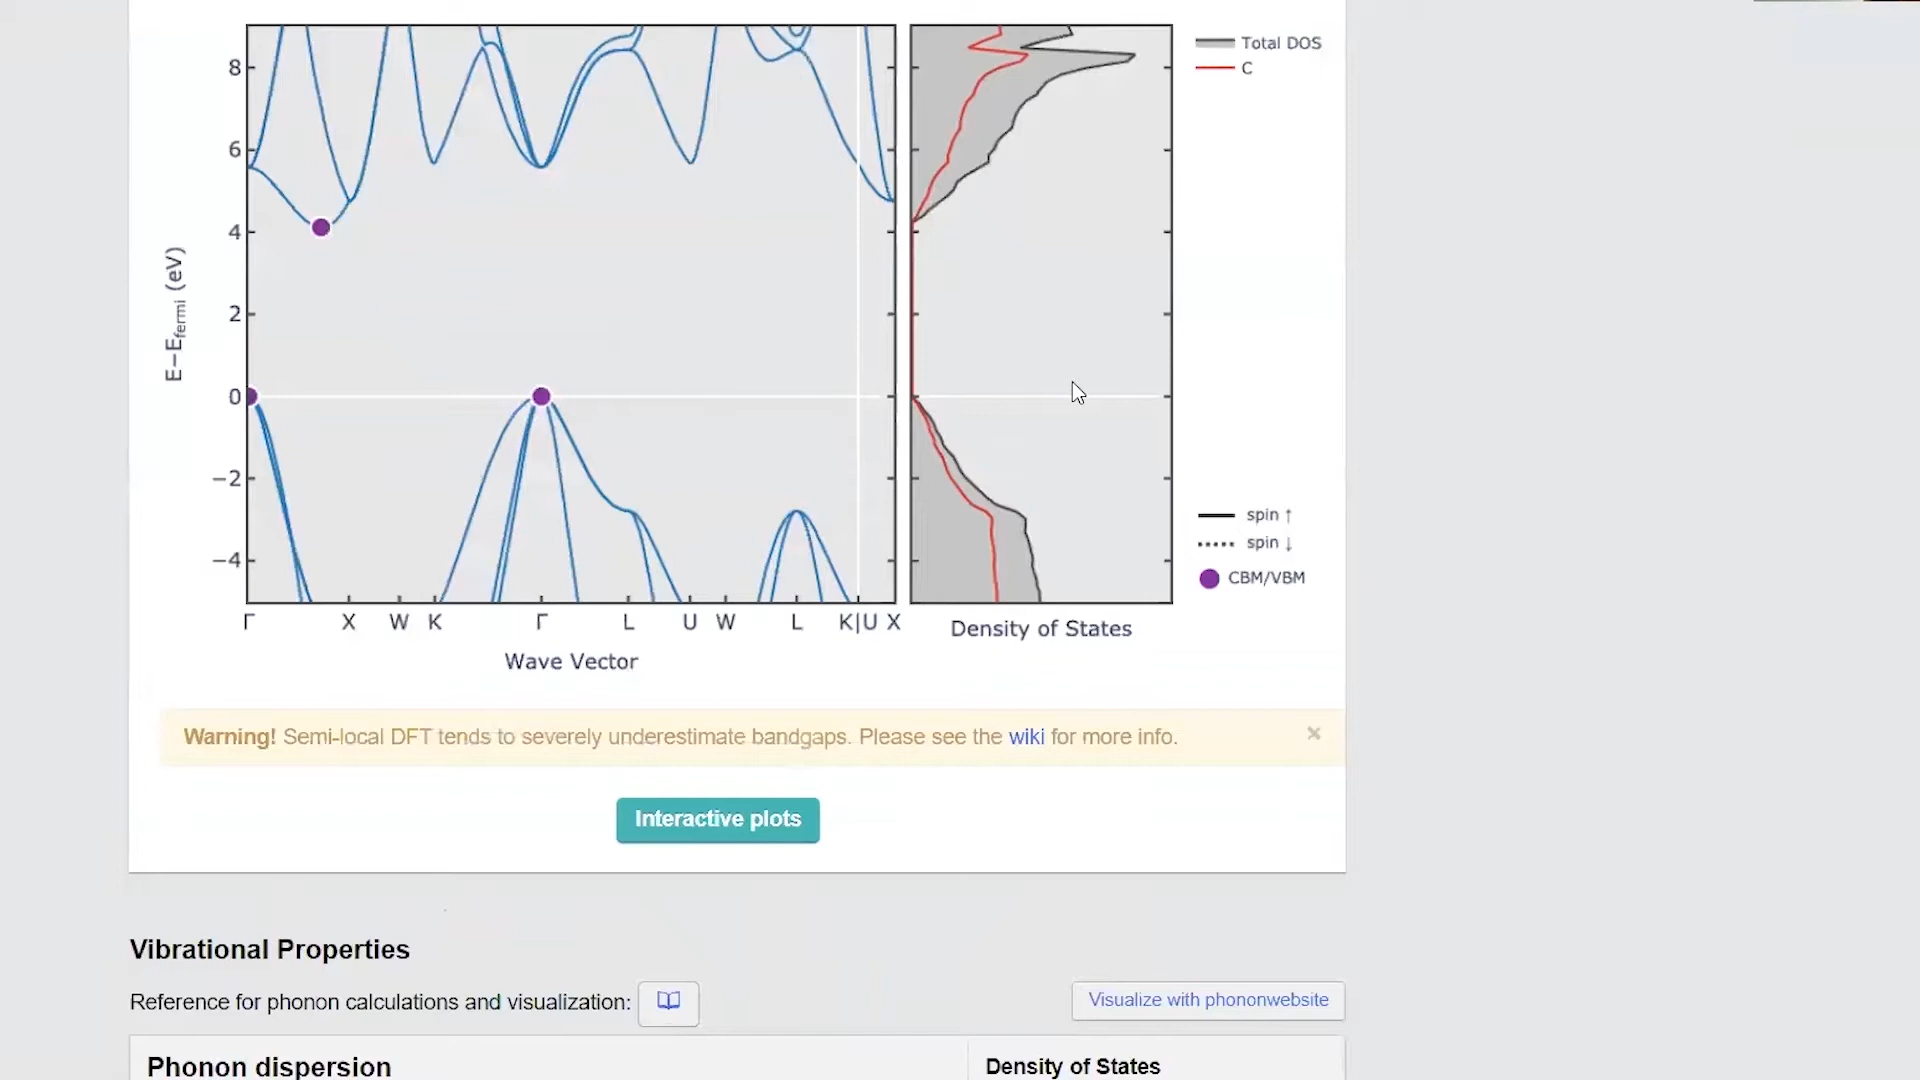 8
6
4
2
0
−2
−4
E−Efermi (eV)
Γ X W K Γ L U W L K|U X
Wave Vector
Density of States
Total DOS
C
spin ↑
spin ↓
CBM/VBM
Warning! Semi-local DFT tends to severely underestimate bandgaps. Please see the wiki for more info.
×
Interactive plots
Vibrational Properties
Reference for phonon calculations and visualization:
Visualize with phononwebsite
Phonon dispersion
Density of States